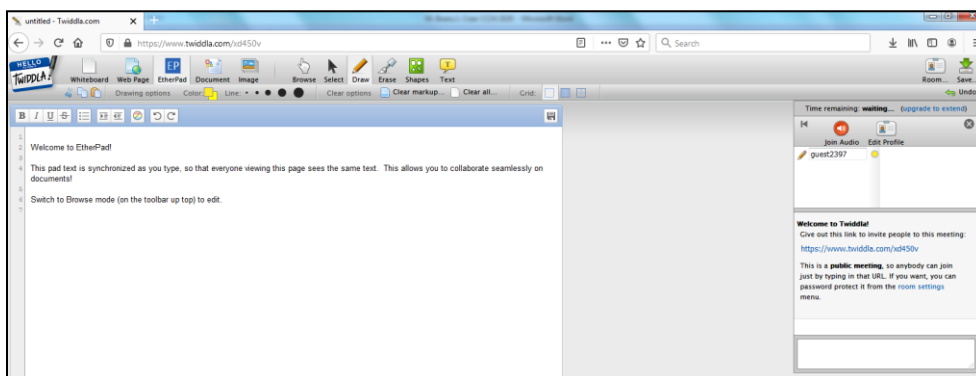 untitled - Twiddla.com
https://www.twiddla.com/xd450v
Search
HELLO
TWIDDLA!
Whiteboard Web Page EtherPad Document Image Browse Select Draw Erase Shapes Text Room... Save...
Drawing options Color: Line: Clear options Clear markup... Clear all... Grid: Undo
B I U S
Time remaining: waiting... (upgrade to extend)
Join Audio Edit Profile
guest2397
1
2 Welcome to EtherPad!
3
4 This pad text is synchronized as you type, so that everyone viewing this page sees the same text. This allows you to collaborate seamlessly on
documents!
5
6 Switch to Browse mode (on the toolbar up top) to edit.
7
Welcome to Twiddla!
Give out this link to invite people to this meeting:
https://www.twiddla.com/xd450v
This is a public meeting, so anybody can join
just by typing in that URL. If you want, you can
password protect it from the room settings
menu.